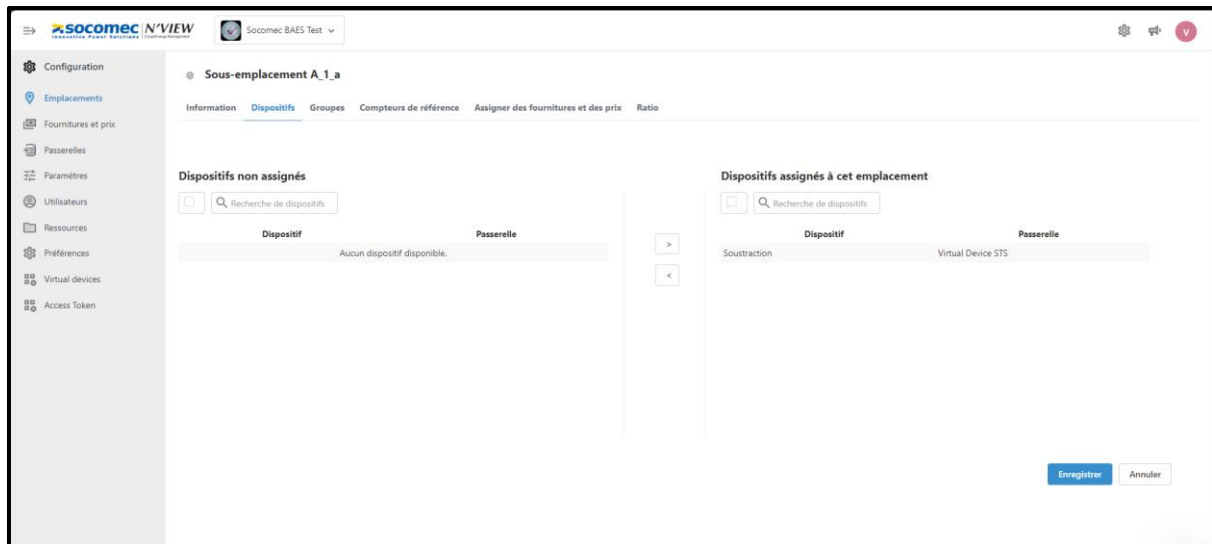 socomec N'VIEW
Innovative Power Solutions
Socomec BAES Test
V
Configuration
Emplacements
Fournitures et prix
Passerelles
Paramètres
Utilisateurs
Ressources
Préférences
Virtual devices
Access Token
Sous-emplacement A_1_a
Information Dispositifs Groupes Compteurs de référence Assigner des fournitures et des prix Ratio
Dispositifs non assignés
Recherche de dispositifs
Dispositif Passerelle
Aucun dispositif disponible.
>
<
Dispositifs assignés à cet emplacement
Recherche de dispositifs
Dispositif Passerelle
Soustraction Virtual Device STS
Enregistrer Annuler